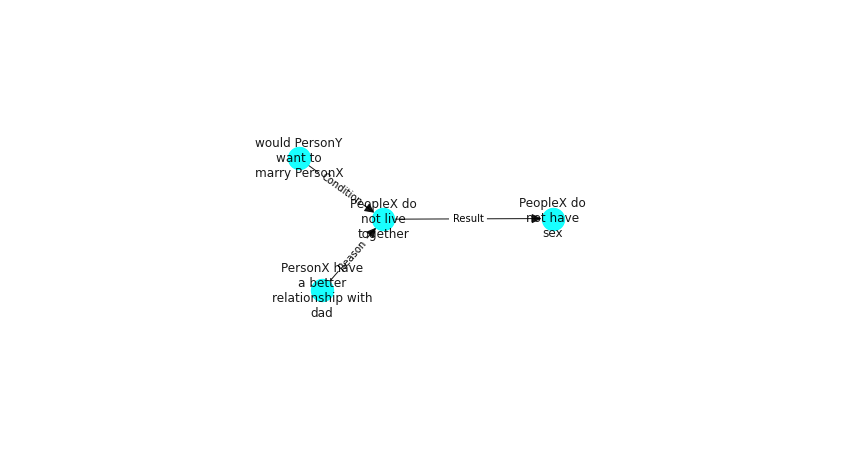 would PersonY
want to
marry PersonX
Condition
PeopleX do
not live
together
Result
PeopleX do
not have
sex
Reason
PersonX have
a better
relationship with
dad